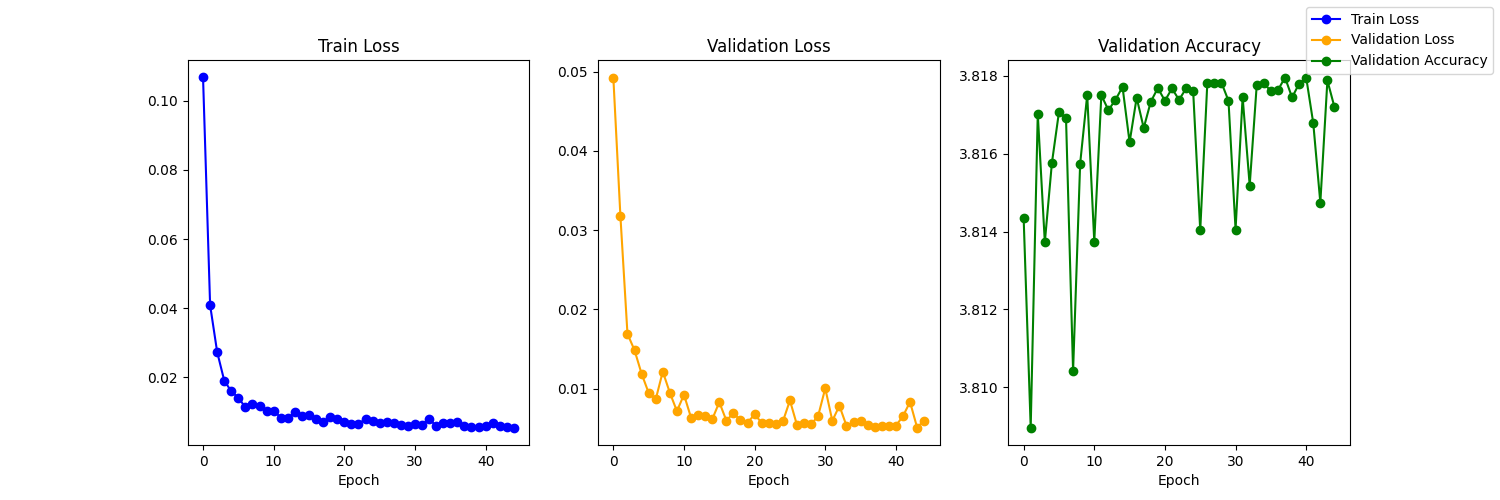 Train Loss
Validation Loss
Validation Accuracy
Train Loss
Validation Loss
Validation Accuracy
0.10
0.08
0.06
0.04
0.02
0 10 20 30 40
Epoch
0.05
0.04
0.03
0.02
0.01
0 10 20 30 40
Epoch
3.818
3.816
3.814
3.812
3.810
0 10 20 30 40
Epoch